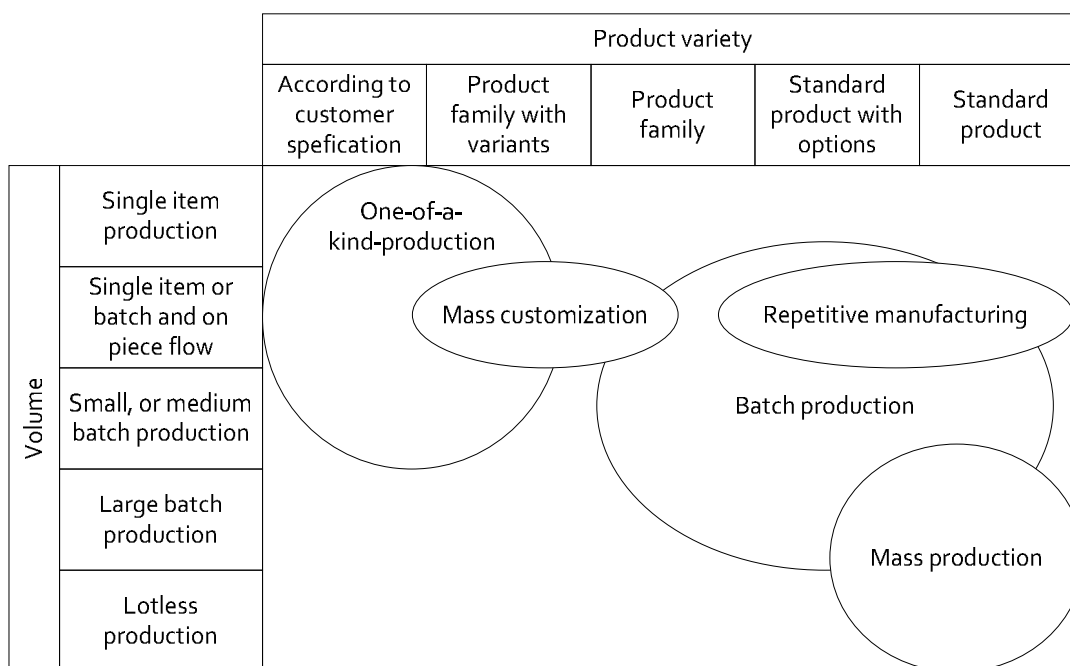 Product variety
According to
customer
spefication
Product
family with
variants
Product
family
Standard
product with
options
Standard
product
Volume
Single item
production
Single item or
batch and on
piece flow
Small, or medium
batch production
Large batch
production
Lotless
production
One-of-a-
kind-production
Mass customization
Repetitive manufacturing
Batch production
Mass production